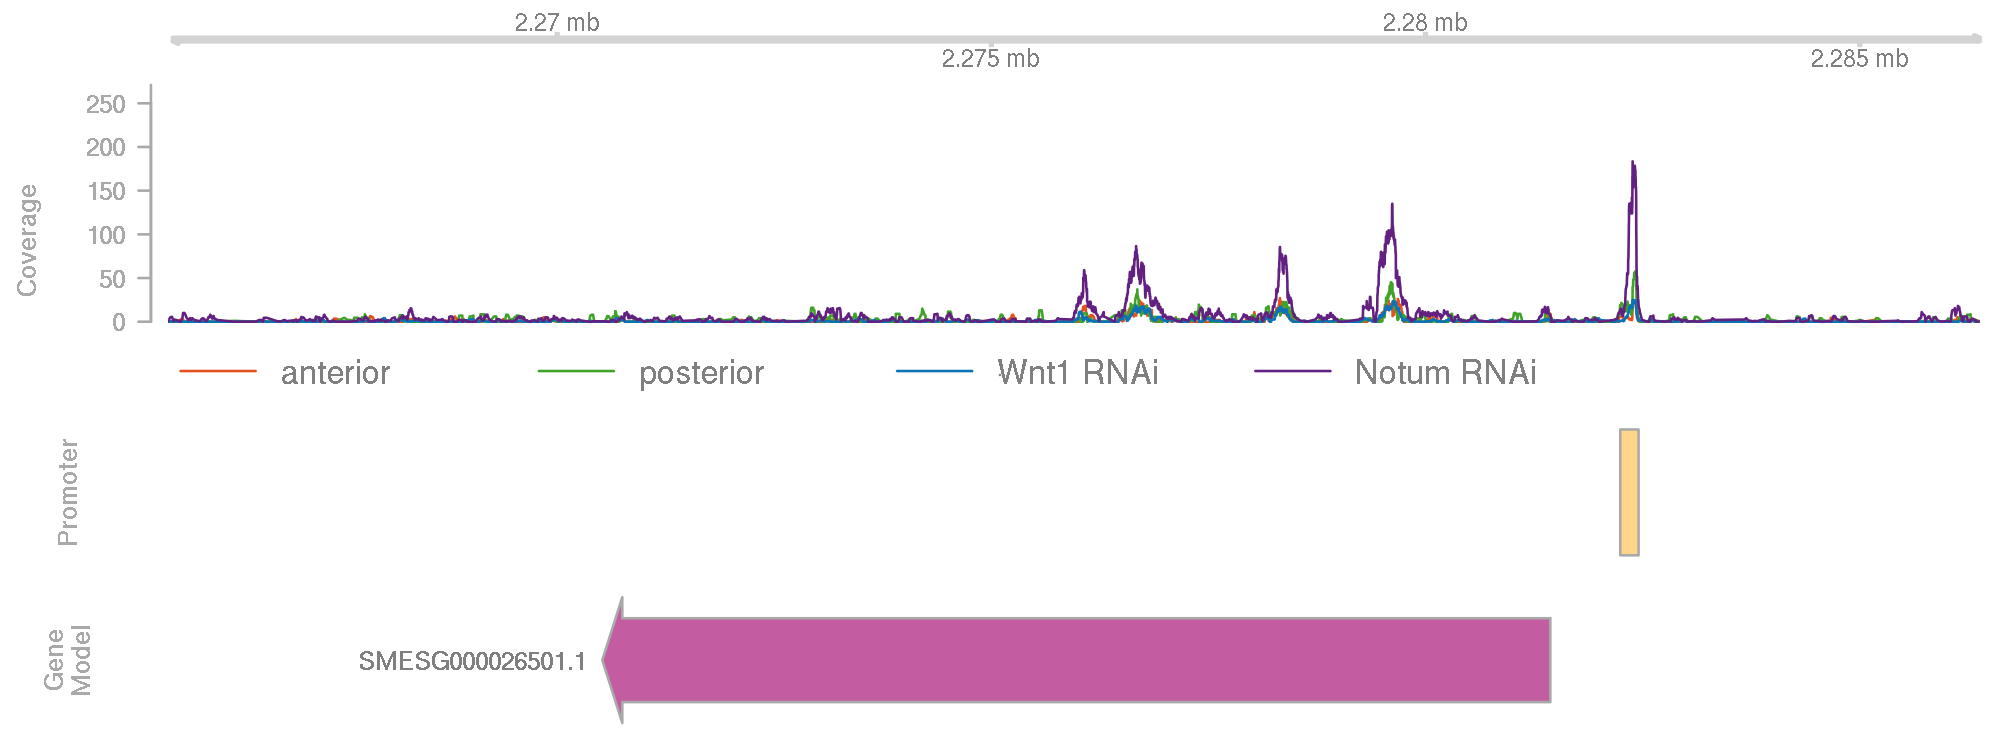 2.27 mb
2.28 mb
2.275 mb
2.285 mb
Coverage
250
200
150
100
50
0
anterior
posterior
Wnt1 RNAi
Notum RNAi
Promoter
Gene
Model
SMESG000026501.1